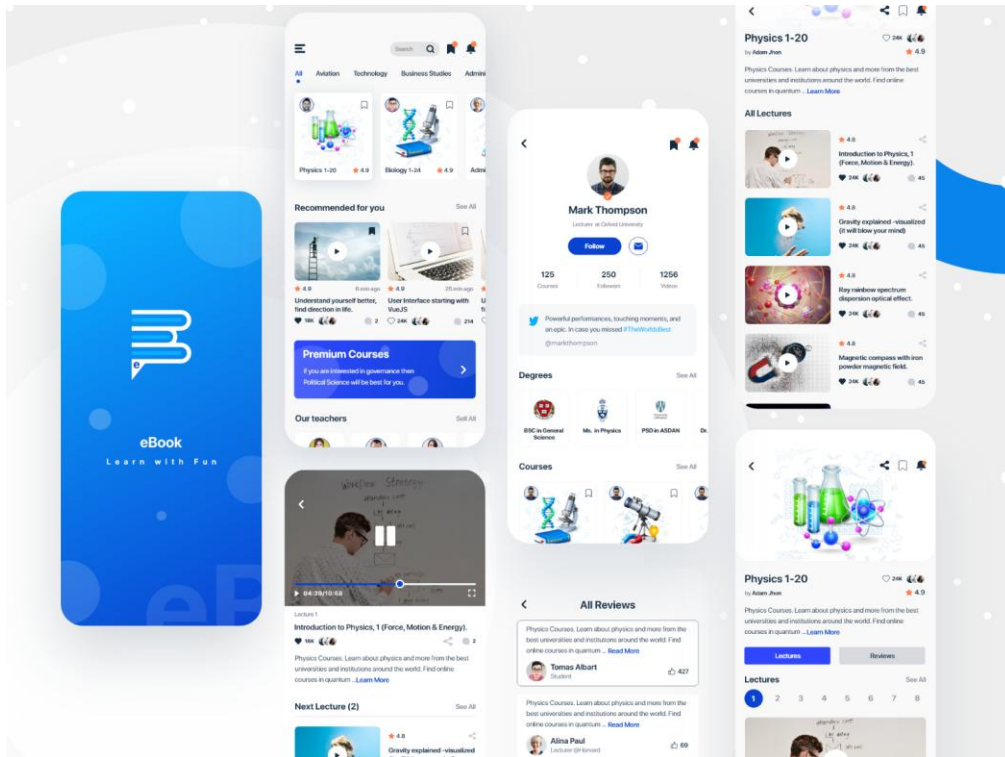 eBook
Learn with Fun
Search
All Aviation Technology Business Studies Admini
Physics 1-20 4.9
Biology 1-24 4.9
Admi
Recommended for you See All
4.8 8 min ago
Understand yourself better,
find direction in life.
16K 2
4.8 25 min ago
User Interface starting with
VueJS
24K 214
Premium Courses
If you are interested in governance then
Political Science will be best for you.
Our teachers Sell All
04:39/10:58
Lecture 1
Introduction to Physics, 1 (Force, Motion & Energy).
16K 2
Physics Courses. Learn about physics and more from the best
universities and institutions around the world. Find online
courses in quantum ...Learn More
Next Lecture (2) See All
4.8
Gravity explained -visualized
Mark Thompson
Lecturer at Oxford University
Follow
125 250 1256
Courses Followers Videos
Powerful performances, touching moments, and
an epic. In case you missed #TheWorldsBest
@markthompson
Degrees See All
BSC in General
Science
Ms. in Physics
PSD in ASDAN
Dr.
Courses See All
All Reviews
Physics Courses. Learn about physics and more from the
best universities and institutions around the world. Find
online courses in quantum ... Read More
Tomas Albart
Student
427
Physics Courses. Learn about physics and more from the
best universities and institutions around the world. Find
online courses in quantum ... Read More
Alina Paul
Lecturer @Harvard
69
Physics 1-20 24K
by Adam Jhon 4.9
Physics Courses. Learn about physics and more from the best
universities and institutions around the world. Find online
courses in quantum ...Learn More
All Lectures
4.8
Introduction to Physics, 1
(Force, Motion & Energy).
24K 45
4.8
Gravity explained -visualized
(it will blow your mind)
24K 45
4.8
Ray rainbow spectrum
dispersion optical effect.
24K 45
4.8
Magnetic compass with iron
powder magnetic field.
24K 45
Physics 1-20 24K
by Adam Jhon 4.9
Physics Courses. Learn about physics and more from the best
universities and institutions around the world. Find online
courses in quantum ...Learn More
Lectures Reviews
Lectures See All
1 2 3 4 5 6 7 8